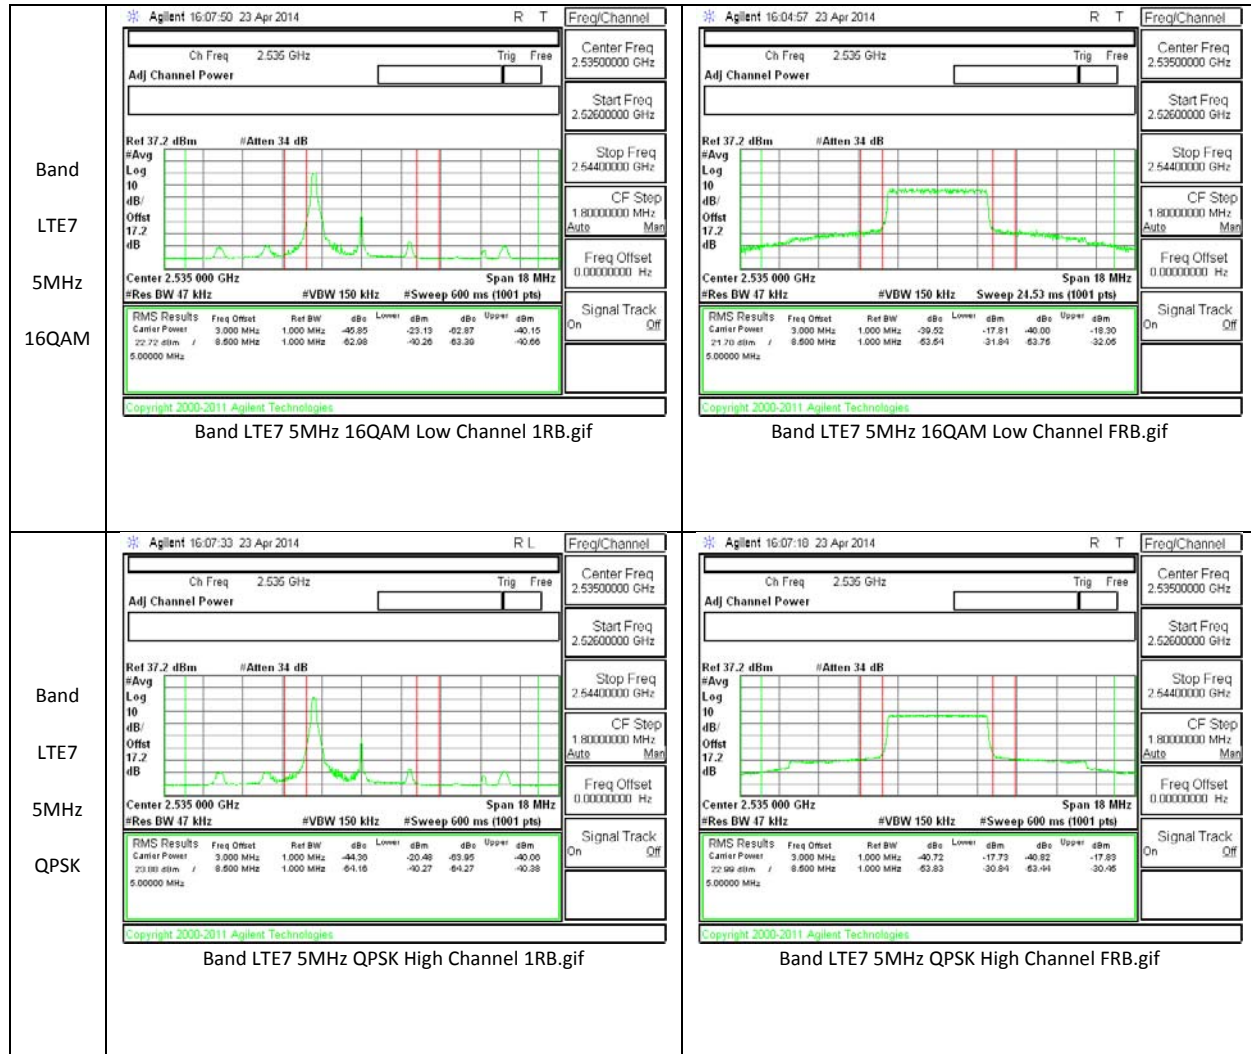 Band
LTE7
5MHz
16QAM
Agilent 16:07:50 23 Apr 2014 R T
Freq/Channel
Ch Freq 2.535 GHz Trig Free
Adj Channel Power
Center Freq
2.53500000 GHz
Start Freq
2.52600000 GHz
Stop Freq
2.54400000 GHz
CF Step
1.80000000 MHz
Auto Man
Freq Offset
0.00000000 Hz
Signal Track
On Off
Ref 37.2 dBm #Atten 34 dB
#Avg
Log
10
dB/
Offst
17.2
dB
Center 2.535 000 GHz Span 18 MHz
#Res BW 47 kHz #VBW 150 kHz #Sweep 600 ms (1001 pts)
RMS Results Freq Offset Ref BW dBc Lower dBm dBc Upper dBm
Carrier Power 3.000 MHz 1.000 MHz -45.85 -23.13 -62.87 -40.15
22.72 dBm / 8.500 MHz 1.000 MHz -62.98 -40.26 -63.39 -40.66
5.00000 MHz
Copyright 2000-2011 Agilent Technologies
Band LTE7 5MHz 16QAM Low Channel 1RB.gif
Agilent 16:04:57 23 Apr 2014 R T
Freq/Channel
Ch Freq 2.535 GHz Trig Free
Adj Channel Power
Center Freq
2.53500000 GHz
Start Freq
2.52600000 GHz
Stop Freq
2.54400000 GHz
CF Step
1.80000000 MHz
Auto Man
Freq Offset
0.00000000 Hz
Signal Track
On Off
Ref 37.2 dBm #Atten 34 dB
#Avg
Log
10
dB/
Offst
17.2
dB
Center 2.535 000 GHz Span 18 MHz
#Res BW 47 kHz #VBW 150 kHz Sweep 24.53 ms (1001 pts)
RMS Results Freq Offset Ref BW dBc Lower dBm dBc Upper dBm
Carrier Power 3.000 MHz 1.000 MHz -39.52 -17.81 -40.00 -18.30
21.70 dBm / 8.500 MHz 1.000 MHz -53.54 -31.84 -53.75 -32.05
5.00000 MHz
Copyright 2000-2011 Agilent Technologies
Band LTE7 5MHz 16QAM Low Channel FRB.gif
Band
LTE7
5MHz
QPSK
Agilent 16:07:33 23 Apr 2014 R L
Freq/Channel
Ch Freq 2.535 GHz Trig Free
Adj Channel Power
Center Freq
2.53500000 GHz
Start Freq
2.52600000 GHz
Stop Freq
2.54400000 GHz
CF Step
1.80000000 MHz
Auto Man
Freq Offset
0.00000000 Hz
Signal Track
On Off
Ref 37.2 dBm #Atten 34 dB
#Avg
Log
10
dB/
Offst
17.2
dB
Center 2.535 000 GHz Span 18 MHz
#Res BW 47 kHz #VBW 150 kHz #Sweep 600 ms (1001 pts)
RMS Results Freq Offset Ref BW dBc Lower dBm dBc Upper dBm
Carrier Power 3.000 MHz 1.000 MHz -20.48 -63.95 -40.06
dBm / 8.500 MHz 1.000 MHz -64.16 -40.27 -64.27 -40.38
5.00000 MHz
Copyright 2000-2011 Agilent Technologies
Band LTE7 5MHz QPSK High Channel 1RB.gif
Agilent 16:07:18 23 Apr 2014 R T
Freq/Channel
Ch Freq 2.535 GHz Trig Free
Adj Channel Power
Center Freq
2.53500000 GHz
Start Freq
2.52600000 GHz
Stop Freq
2.54400000 GHz
CF Step
1.80000000 MHz
Auto Man
Freq Offset
0.00000000 Hz
Signal Track
On Off
Ref 37.2 dBm #Atten 34 dB
#Avg
Log
10
dB/
Offst
17.2
dB
Center 2.535 000 GHz Span 18 MHz
#Res BW 47 kHz #VBW 150 kHz #Sweep 600 ms (1001 pts)
RMS Results Freq Offset Ref BW dBc Lower dBm dBc Upper dBm
Carrier Power 3.000 MHz 1.000 MHz -40.72 -17.73 -40.82 -17.83
22.99 dBm / 8.500 MHz 1.000 MHz -53.83 -30.84 -53.44 -30.45
5.00000 MHz
Copyright 2000-2011 Agilent Technologies
Band LTE7 5MHz QPSK High Channel FRB.gif